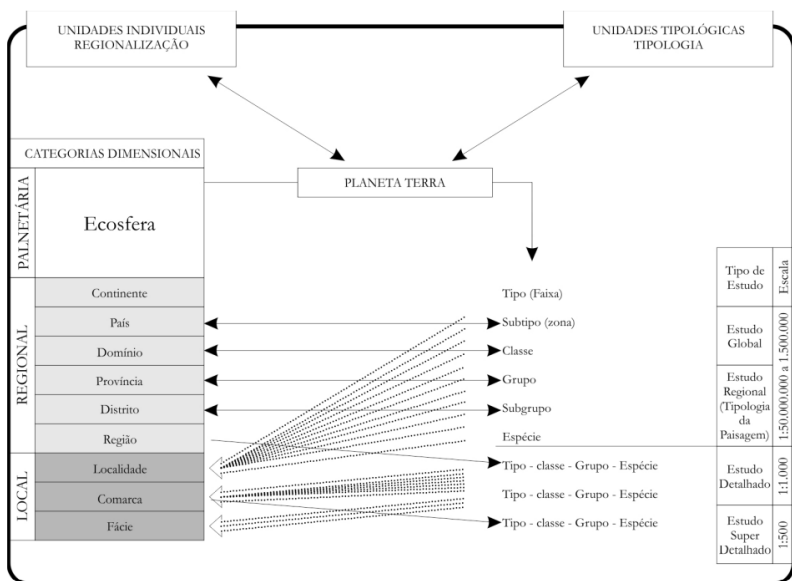 UNIDADES INDIVIDUAIS
REGIONALIZAÇÃO
UNIDADES TIPOLÓGICAS
TIPOLOGIA
CATEGORIAS DIMENSIONAIS
PLANETA TERRA
PALNETÁRIA
Ecosfera
REGIONAL
Continente
País
Domínio
Província
Distrito
Região
LOCAL
Localidade
Comarca
Fácie
Tipo (Faixa)
Subtipo (zona)
Classe
Grupo
Subgrupo
Espécie
Tipo - classe - Grupo - Espécie
Tipo - classe - Grupo - Espécie
Tipo - classe - Grupo - Espécie
Tipo de
Estudo
Escala
Estudo
Global
Estudo
Regional
(Tipologia
da
Paisagem)
1:50.000.000 a 1.500.000
Estudo
Detalhado
1:1.000
Estudo
Super
Detalhado
1:500